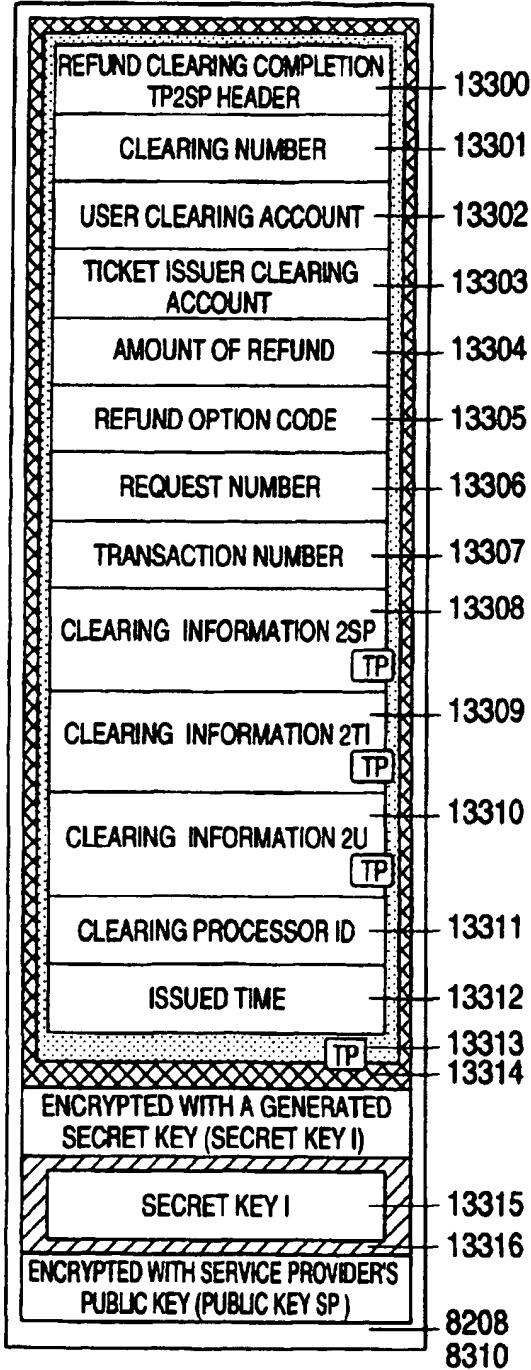 REFUND CLEARING COMPLETION
TP2SP HEADER
13300
CLEARING NUMBER
13301
USER CLEARING ACCOUNT
13302
TICKET ISSUER CLEARING
ACCOUNT
13303
AMOUNT OF REFUND
13304
REFUND OPTION CODE
13305
REQUEST NUMBER
13306
TRANSACTION NUMBER
13307
13308
CLEARING INFORMATION 2SP
TP
13309
CLEARING INFORMATION 2TI
TP
13310
CLEARING INFORMATION 2U
TP
CLEARING PROCESSOR ID
13311
ISSUED TIME
13312
TP
13313
13314
ENCRYPTED WITH A GENERATED
SECRET KEY (SECRET KEY I)
SECRET KEY I
13315
13316
ENCRYPTED WITH SERVICE PROVIDER'S
PUBLIC KEY (PUBLIC KEY SP )
8208
8310